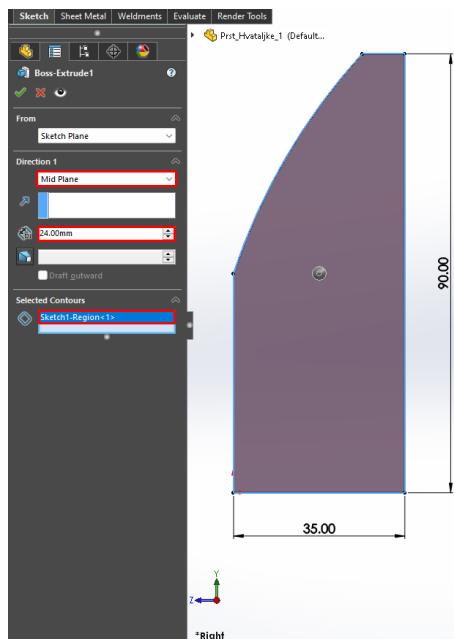 Sketch Sheet Metal Weldments Evaluate Render Tools
Prst_Hvataljke_1 (Default...
Boss-Extrude1
?
From
Sketch Plane
Direction 1
Mid Plane
24.00mm
Draft outward
Selected Contours
Sketch1-Region<1>
90.00
35.00
Y
Z
*Right